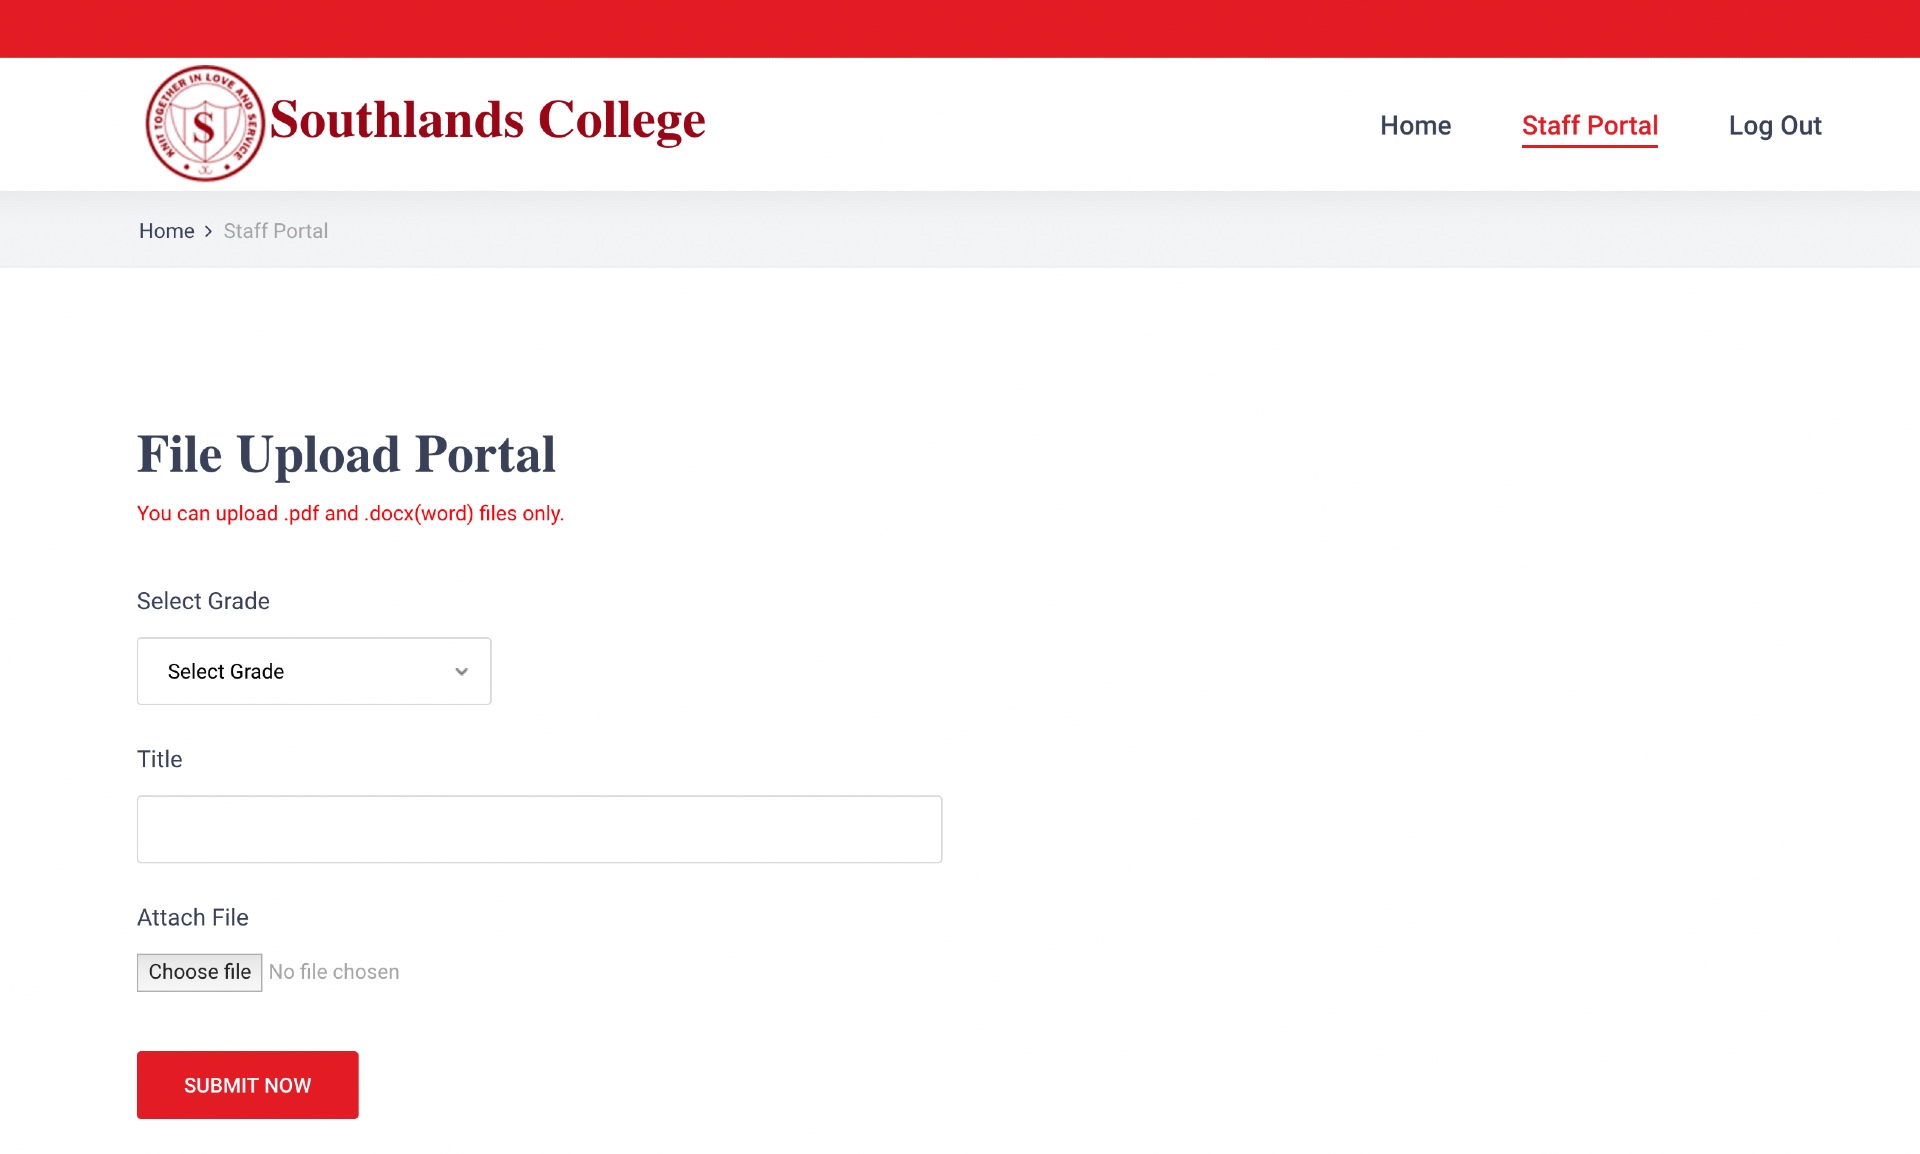 KNIT TOGETHER IN LOVE AND SERVICE
S
Southlands College
Home
Staff Portal
Log Out
Home > Staff Portal
File Upload Portal
You can upload .pdf and .docx(word) files only.
Select Grade
Select Grade
Title
Attach File
Choose file No file chosen
SUBMIT NOW